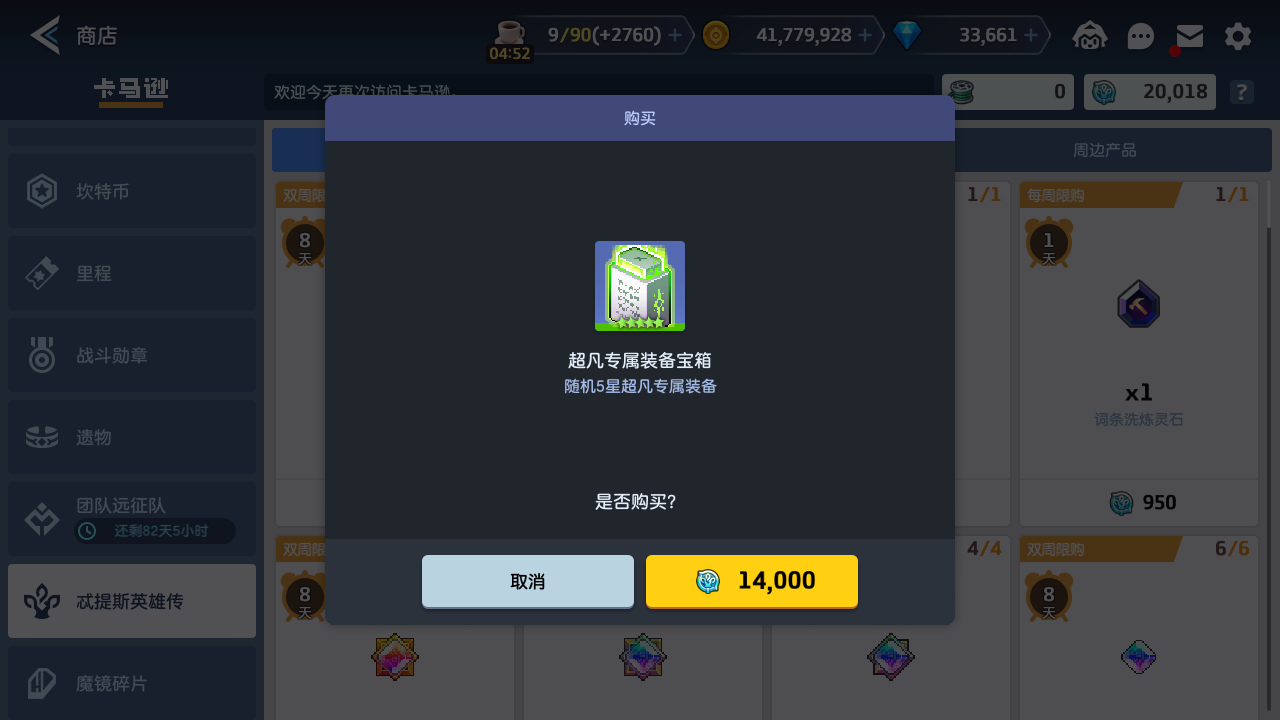 商店
9/90(+2760)
04:52
41,779,928
33,661
卡马逊
欢迎今天再次访问卡马逊。
0
20,018
?
购买
周边产品
坎特币
里程
战斗勋章
遗物
团队远征队
还剩82天5小时
忒提斯英雄传
魔镜碎片
双周限
8
天
1/1
每周限购
1/1
1
天
x1
词条洗炼灵石
950
超凡专属装备宝箱
随机5星超凡专属装备
是否购买?
取消
14,000
双周限
8
天
4/4
双周限购
6/6
8
天